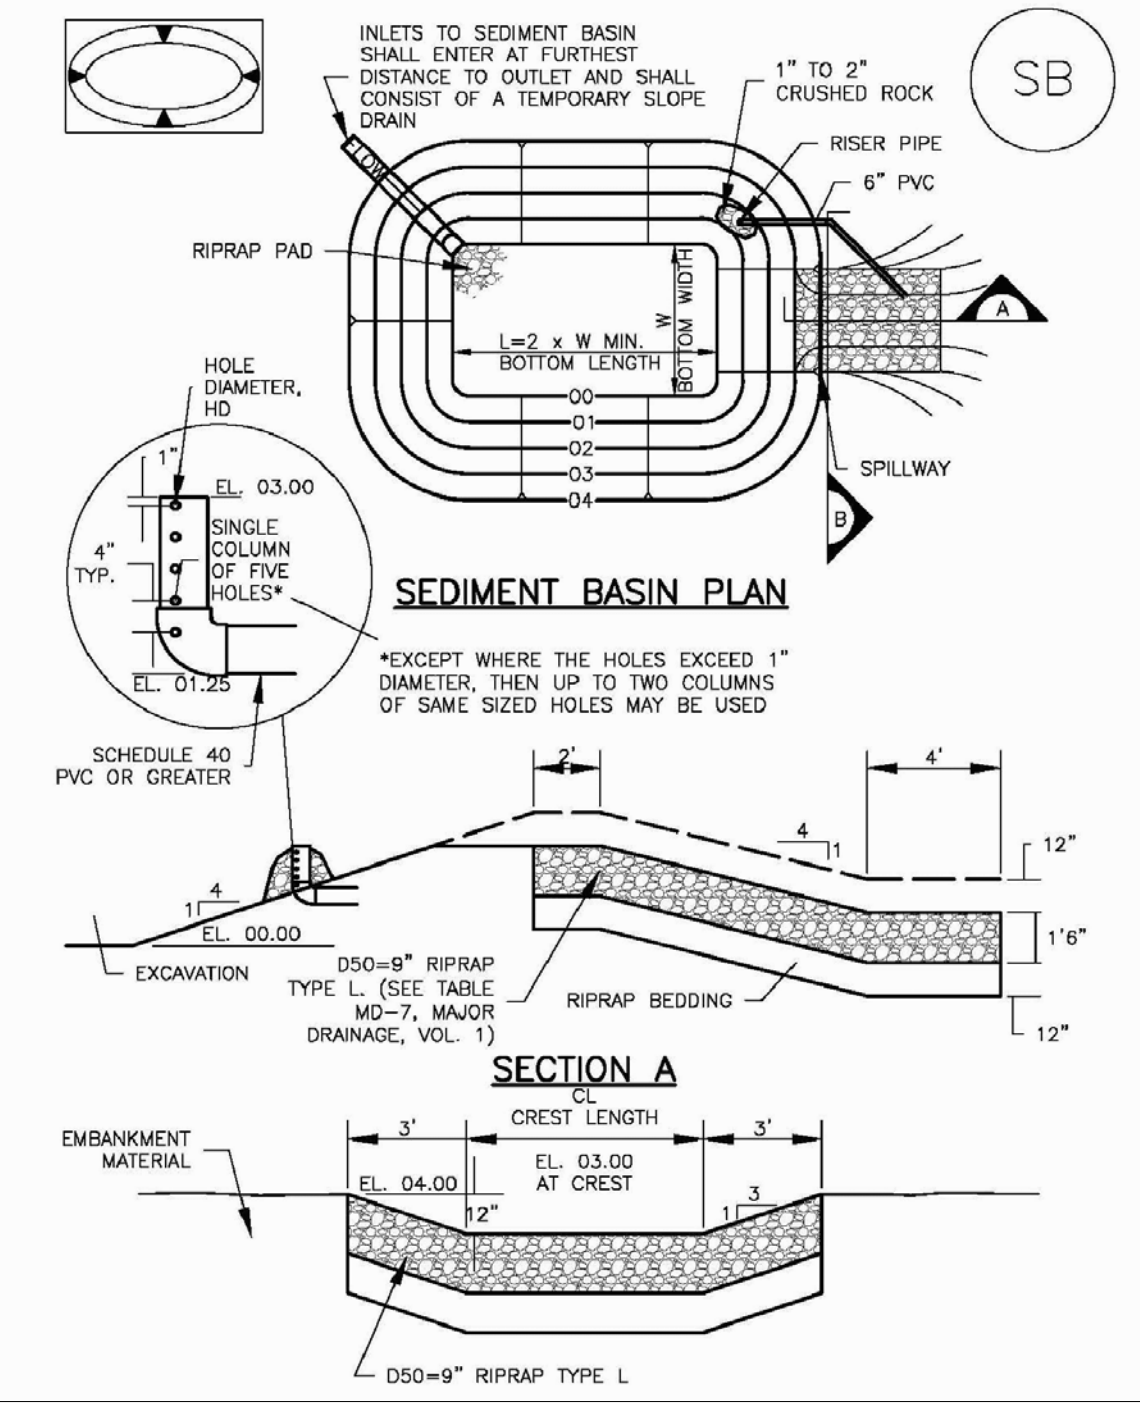 INLETS TO SEDIMENT BASIN
SHALL ENTER AT FURTHEST
DISTANCE TO OUTLET AND SHALL
CONSIST OF A TEMPORARY SLOPE
DRAIN
1" TO 2"
CRUSHED ROCK
SB
RISER PIPE
6" PVC
FLOW
RIPRAP PAD
W
BOTTOM WIDTH
L=2 x W MIN.
BOTTOM LENGTH
A
00
01
02
03
04
SPILLWAY
B
HOLE
DIAMETER,
HD
1"
EL. 03.00
SINGLE
COLUMN
OF FIVE
HOLES*
4"
TYP.
EL. 01.25
SCHEDULE 40
PVC OR GREATER
SEDIMENT BASIN PLAN
*EXCEPT WHERE THE HOLES EXCEED 1"
DIAMETER, THEN UP TO TWO COLUMNS
OF SAME SIZED HOLES MAY BE USED
2'
4'
4
1
12"
4
1
EL. 00.00
EXCAVATION
1'6"
D50=9" RIPRAP
TYPE L. (SEE TABLE
MD-7, MAJOR
DRAINAGE, VOL. 1)
RIPRAP BEDDING
12"
SECTION A
CL
CREST LENGTH
3'
3'
EMBANKMENT
MATERIAL
EL. 04.00
EL. 03.00
AT CREST
12"
3
1
D50=9" RIPRAP TYPE L